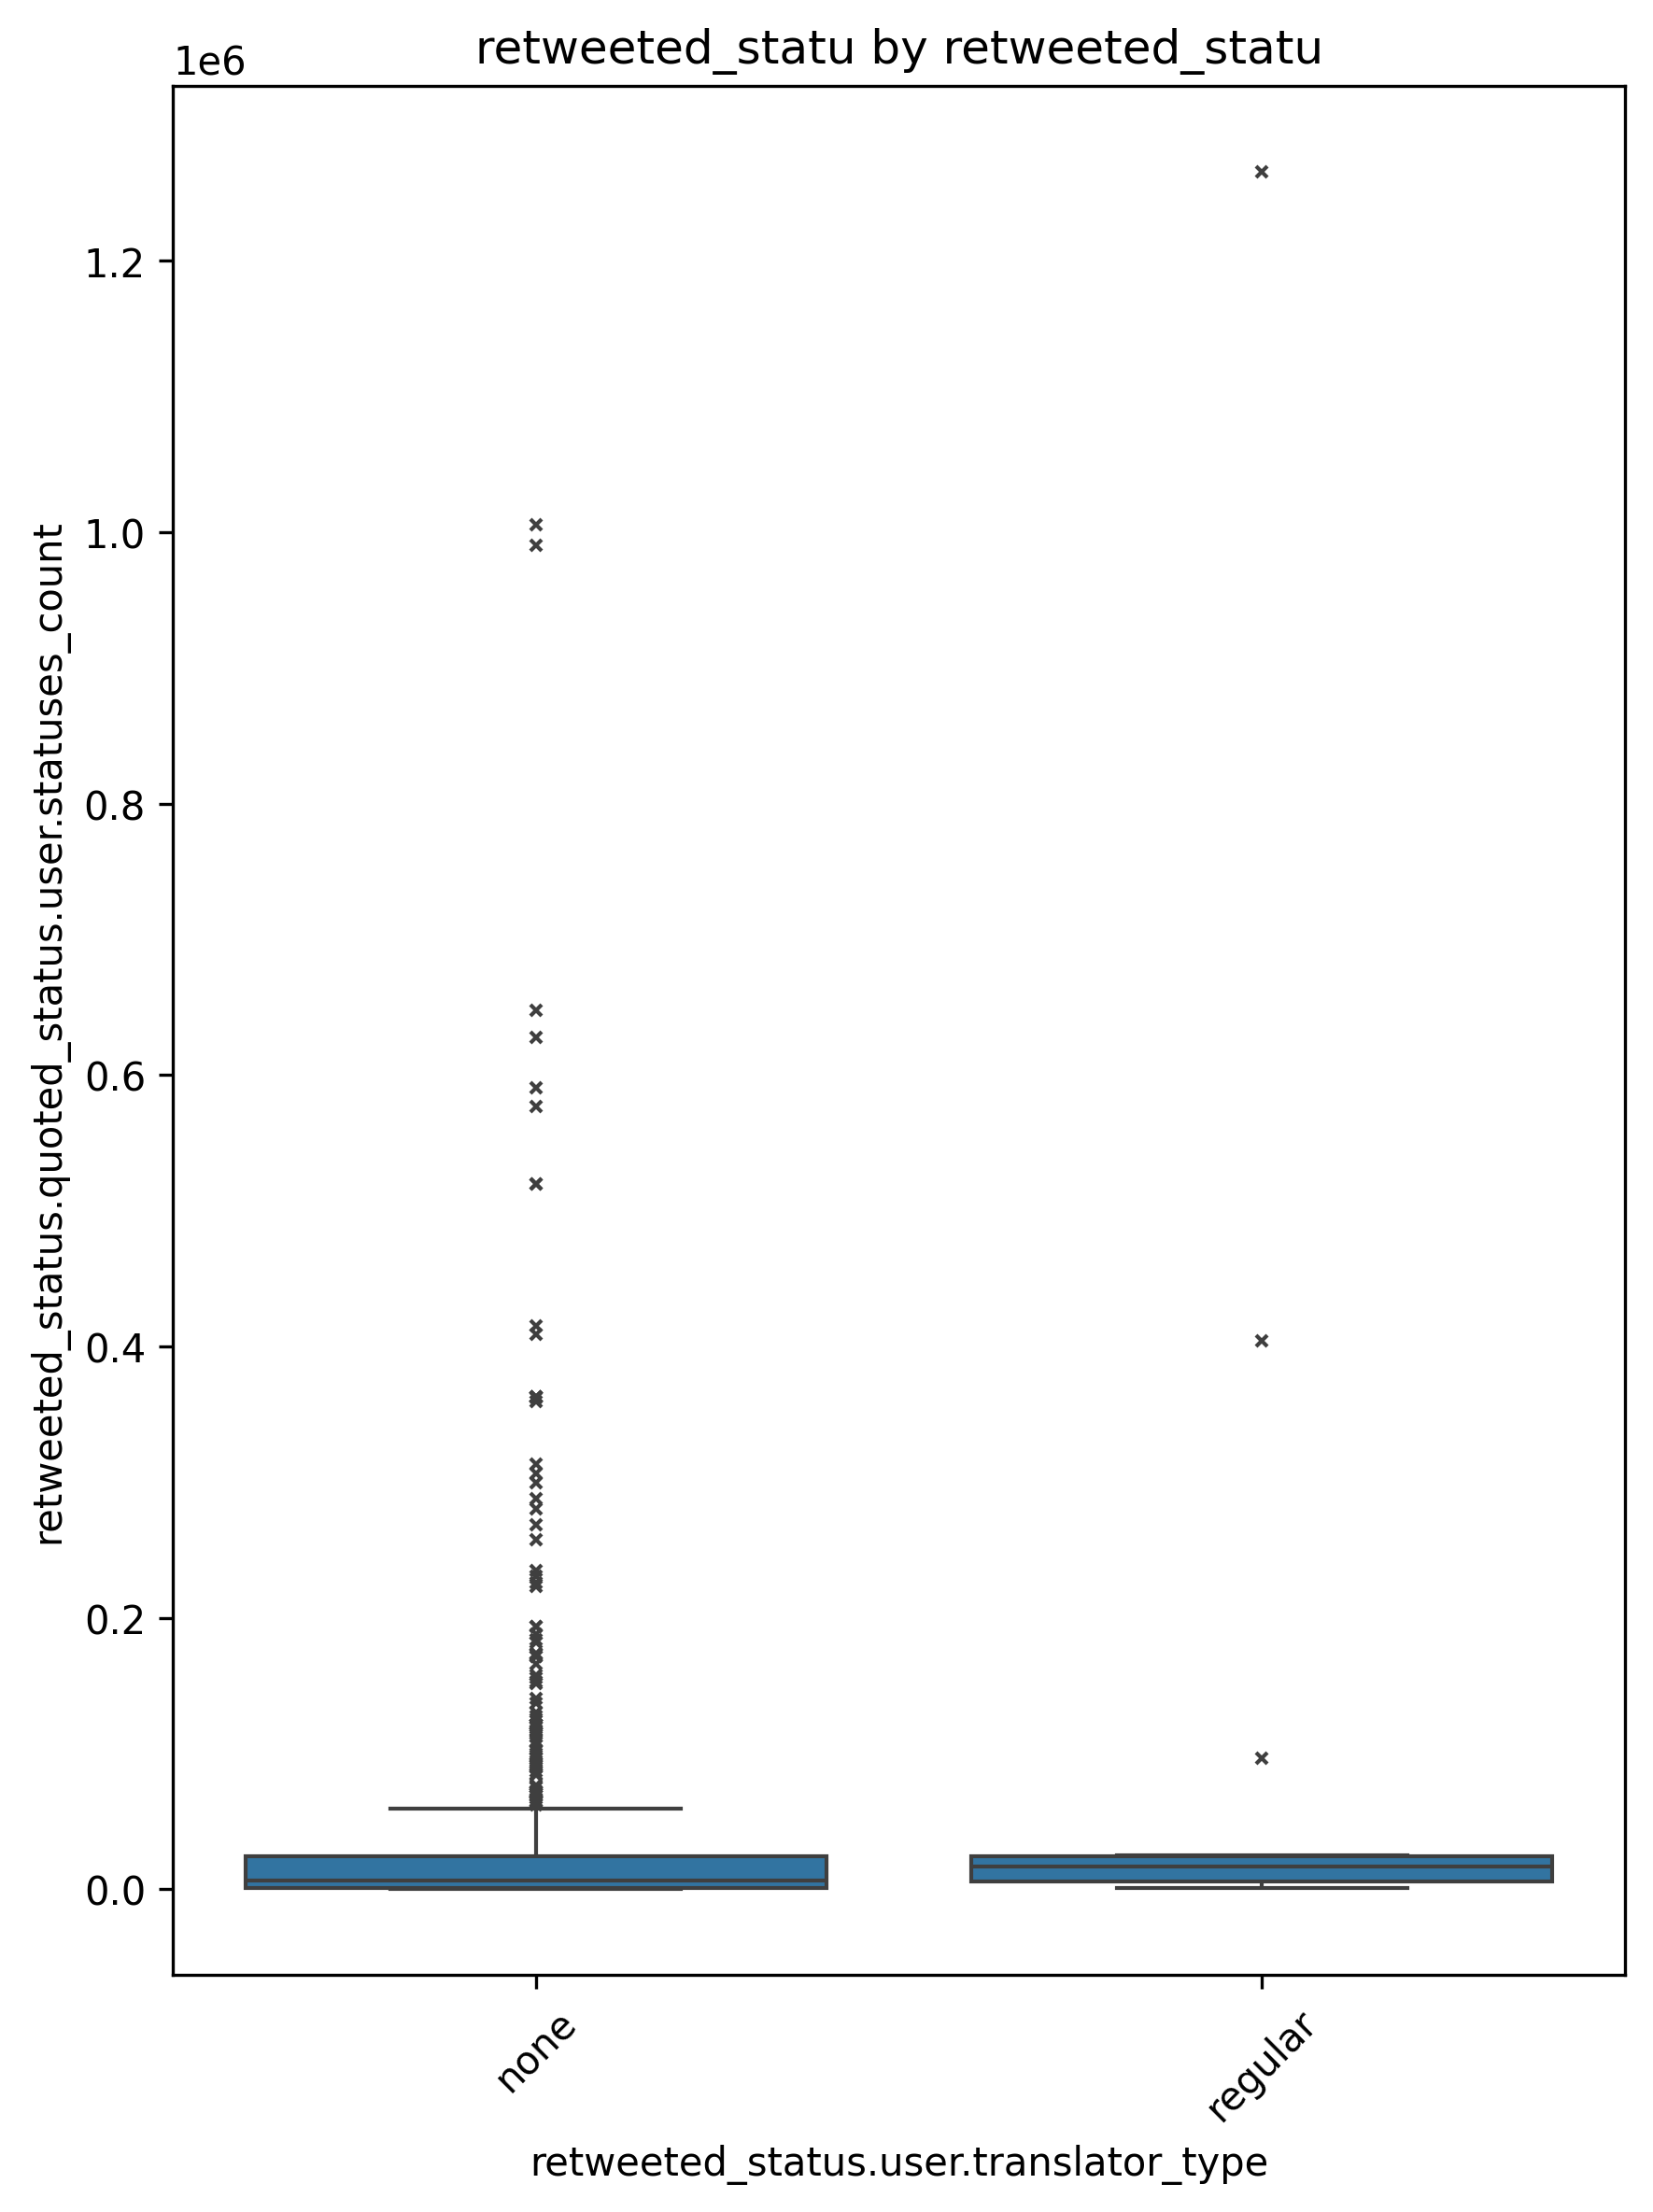 retweeted_statu by retweeted_statu
1e6
1.2
1.0
0.8
0.6
0.4
0.2
0.0
retweeted_status.quoted_status.user.statuses_count
none
regular
retweeted_status.user.translator_type